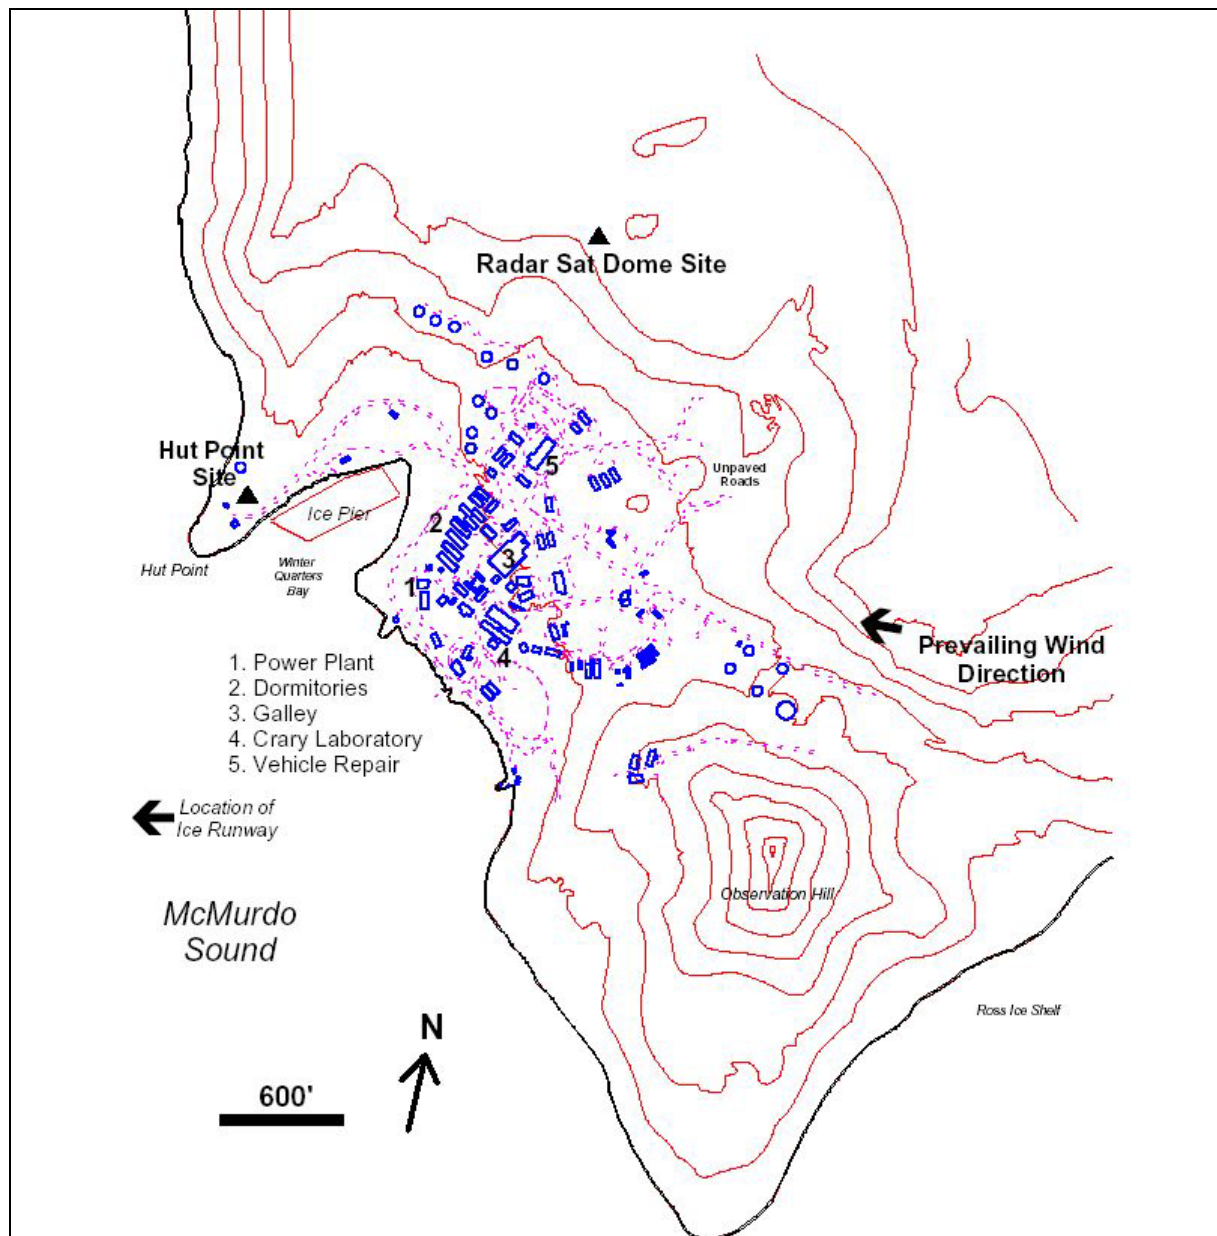 Radar Sat Dome Site
Hut Point
Site
Unpaved
Roads
Ice Pier
Hut Point
Winter
Quarters
Bay
5
2
3
1
4
Prevailing Wind
Direction
1. Power Plant
2. Dormitories
3. Galley
4. Crary Laboratory
5. Vehicle Repair
Location of
Ice Runway
Observation Hill
McMurdo
Sound
Ross Ice Shelf
N
600'